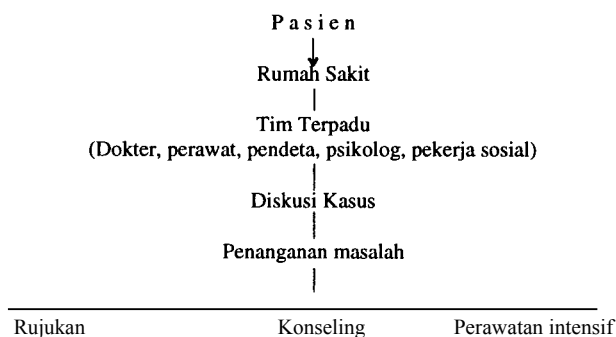 P a s i e n
Rumah Sakit
Tim Terpadu
(Dokter, perawat, pendeta, psikolog, pekerja sosial)
Diskusi Kasus
Penanganan masalah
Rujukan Konseling Perawatan intensif